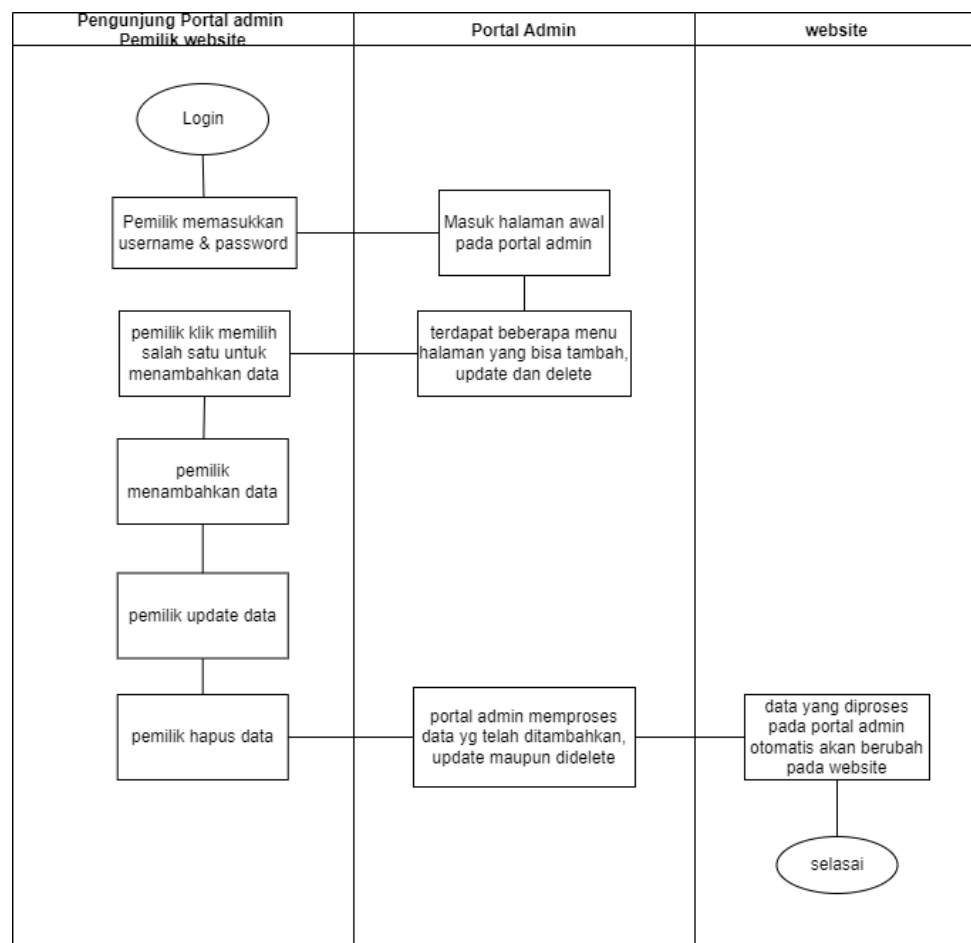 Pengunjung Portal admin
Pemilik website
Portal Admin
website
Login
Pemilik memasukkan
username & password
Masuk halaman awal
pada portal admin
pemilik klik memilih
salah satu untuk
menambahkan data
terdapat beberapa menu
halaman yang bisa tambah,
update dan delete
pemilik
menambahkan data
pemilik update data
pemilik hapus data
portal admin memproses
data yg telah ditambahkan,
update maupun didelete
data yang diproses
pada portal admin
otomatis akan berubah
pada website
selasai